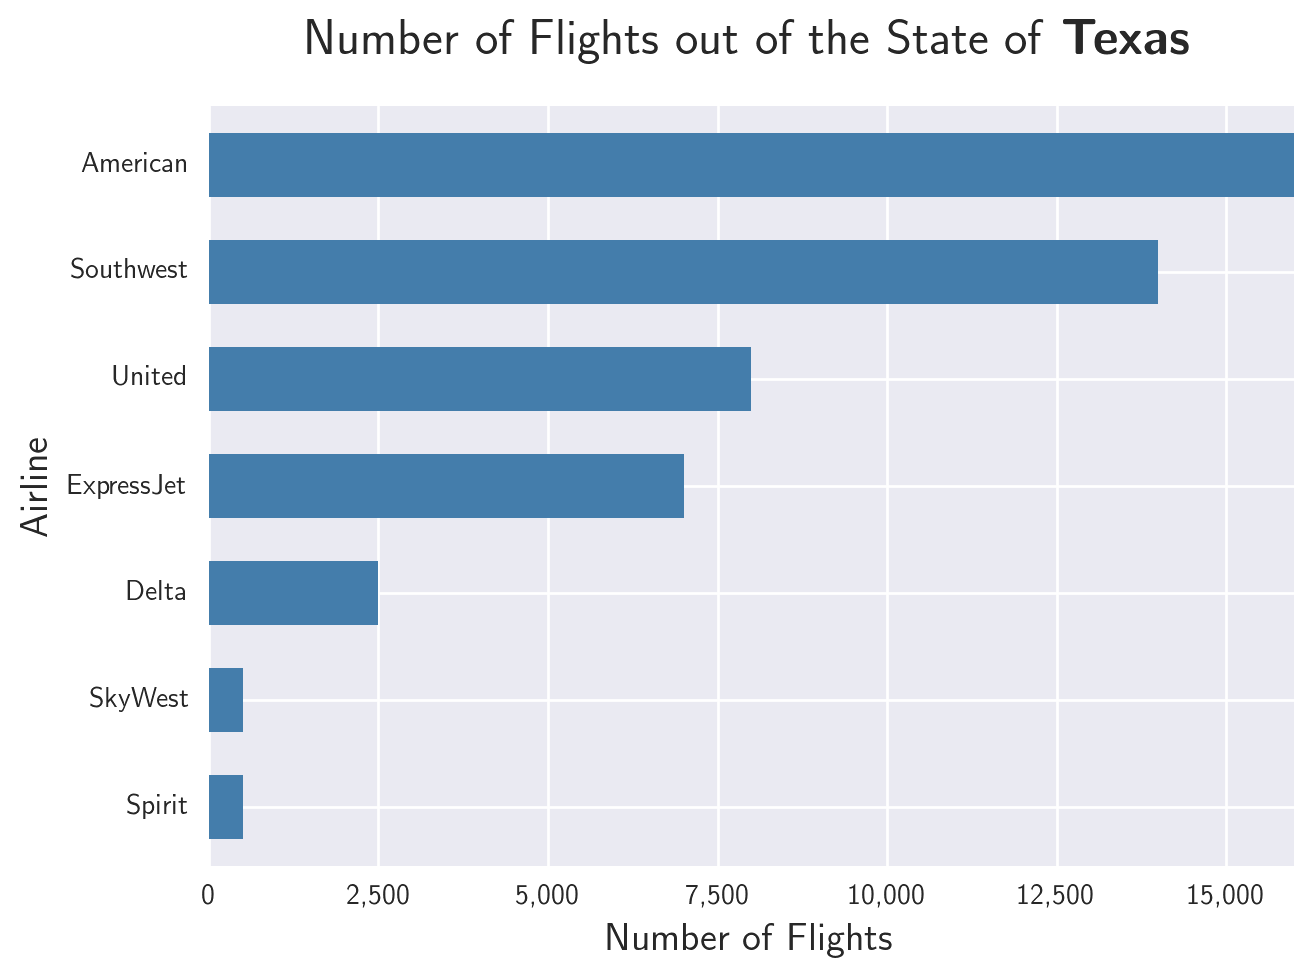 Number of Flights out of the State of Texas
American
Southwest
United
ExpressJet
Delta
SkyWest
Spirit
Airline
0 2,500 5,000 7,500 10,000 12,500 15,000
Number of Flights